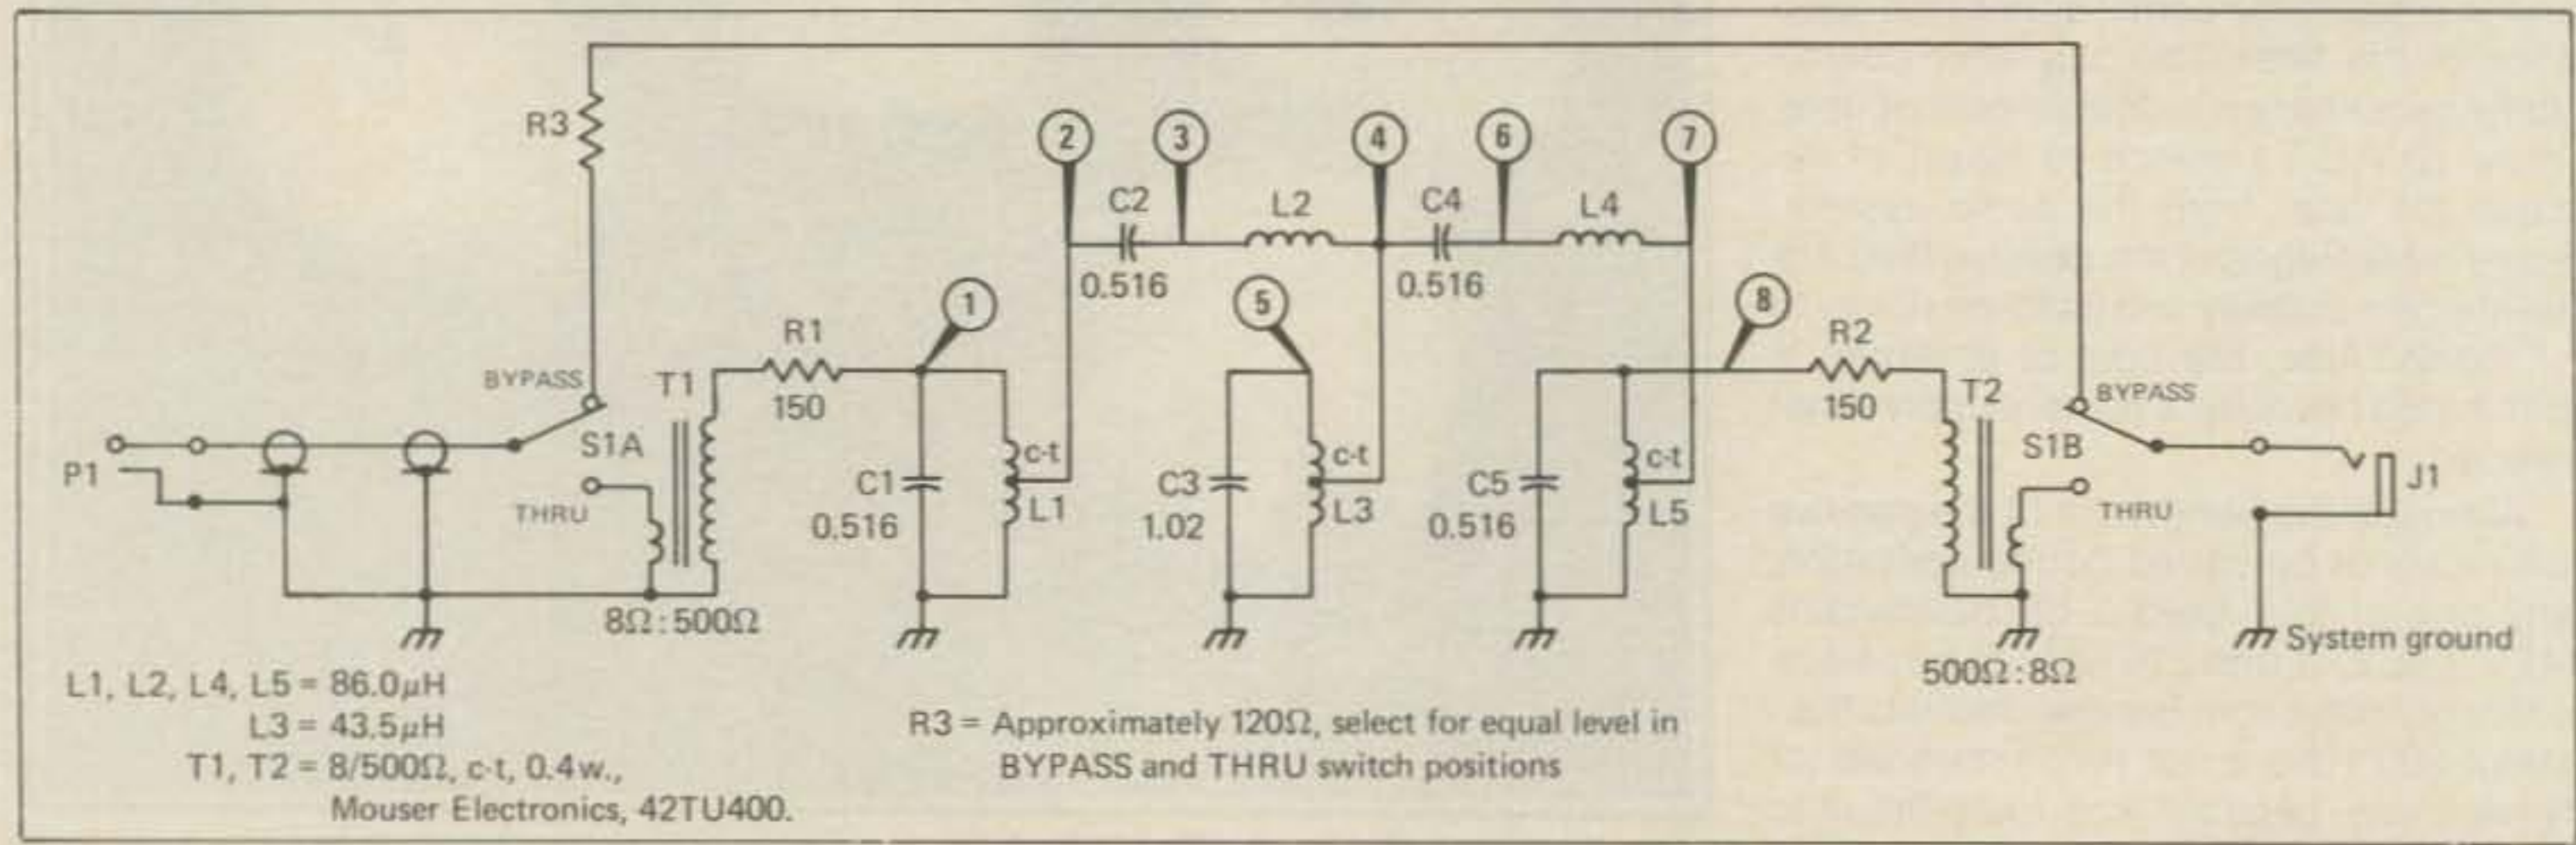 R3
2
3
4
6
7
C2
L2
C4
L4
0.516
0.516
1
5
8
R1
R2
BYPASS
T1
150
150
T2
BYPASS
P1
S1A
c-t
c-t
c-t
S1B
J1
C1
L1
C3
L3
C5
L5
THRU
0.516
1.02
0.516
THRU
8Ω:500Ω
System ground
500Ω:8Ω
L1, L2, L4, L5 = 86.0μH
L3 = 43.5μH
T1, T2 = 8/500Ω, c-t, 0.4w.,
Mouser Electronics, 42TU400.
R3 = Approximately 120Ω, select for equal level in
BYPASS and THRU switch positions